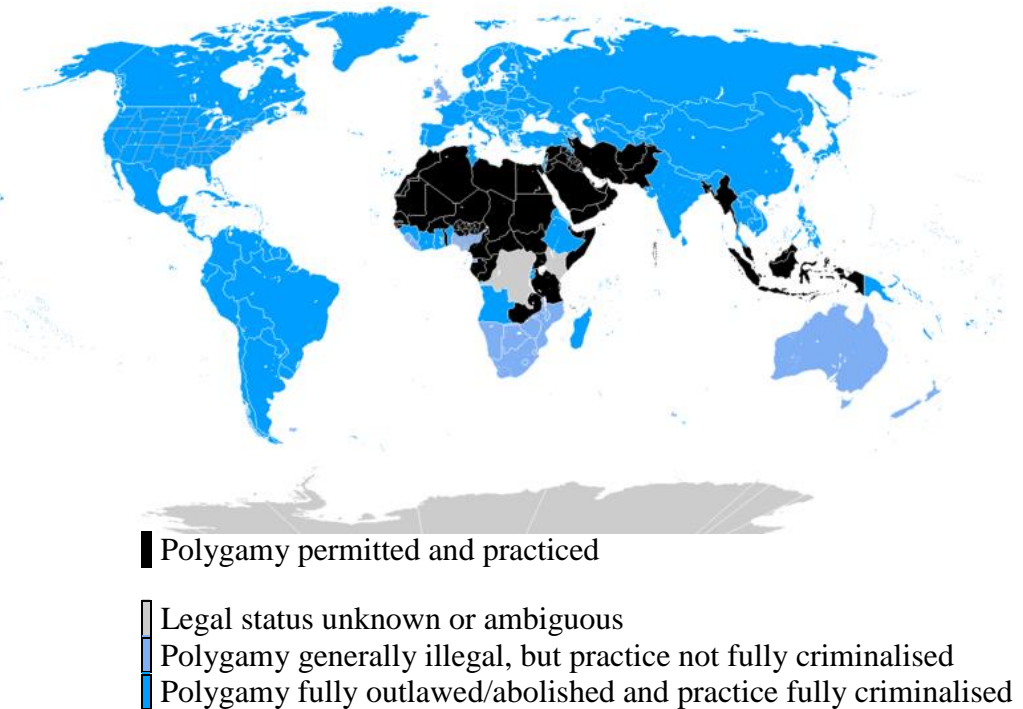 Polygamy permitted and practiced
Legal status unknown or ambiguous
Polygamy generally illegal, but practice not fully criminalised
Polygamy fully outlawed/abolished and practice fully criminalised